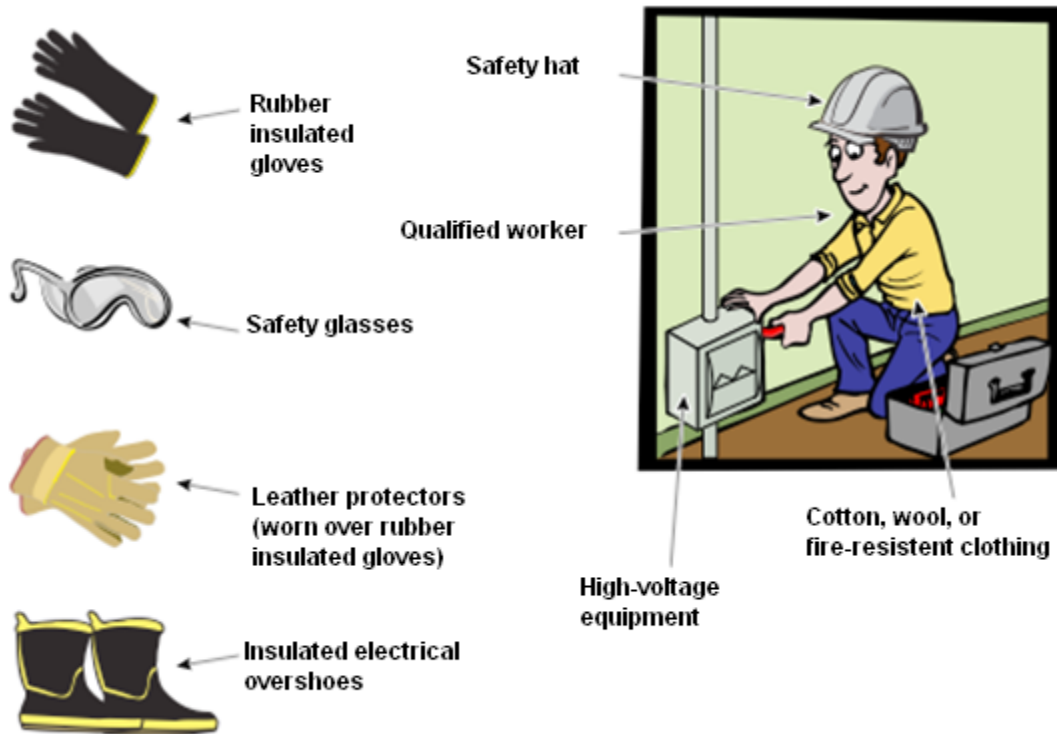 Rubber
insulated
gloves
Safety glasses
Leather protectors
(worn over rubber
insulated gloves)
Insulated electrical
overshoes
Safety hat
Qualified worker
High-voltage
equipment
Cotton, wool, or
fire-resistent clothing